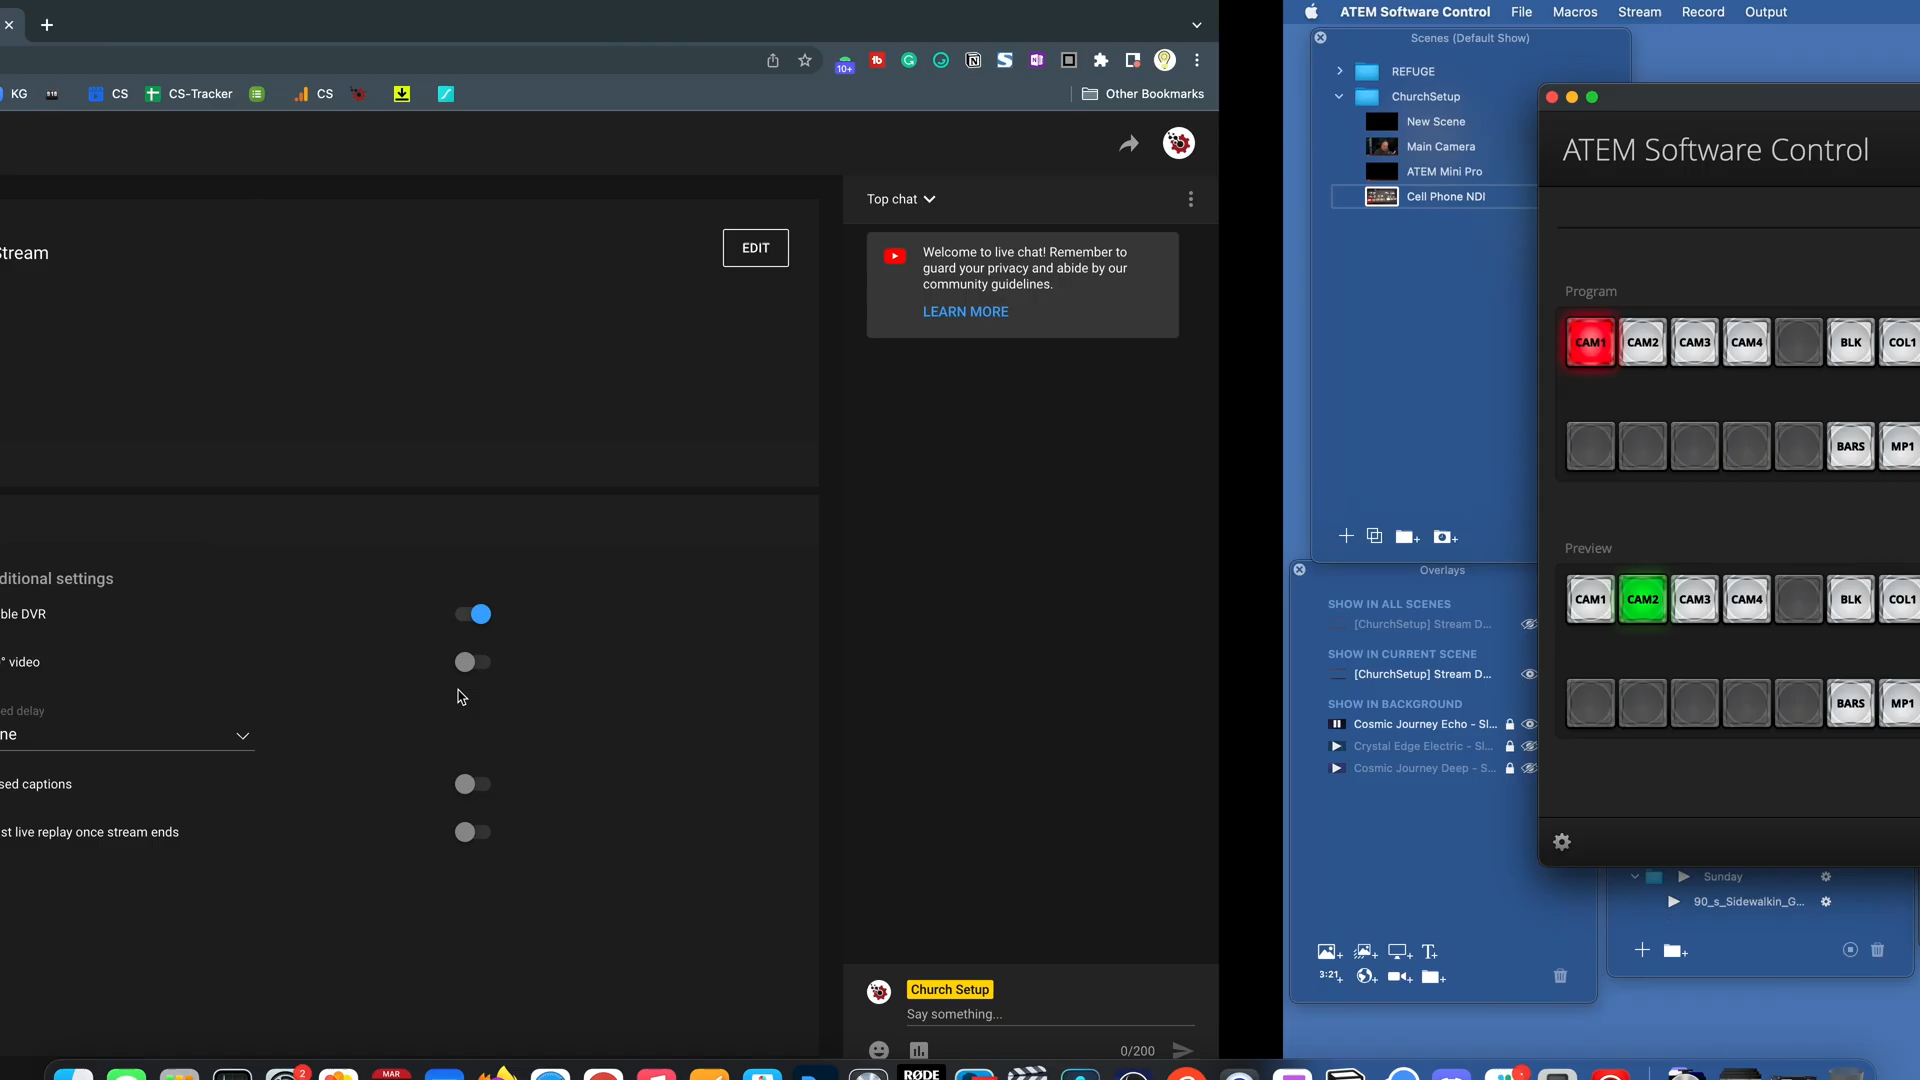 ATEM Software Control File Macros Stream Record Output
10+
KG
CS
CS-Tracker
CS
Other Bookmarks
Stream
EDIT
Top chat
Welcome to live chat! Remember to
guard your privacy and abide by our
community guidelines.
LEARN MORE
ditional settings
ble DVR
° video
ed delay
ne
sed captions
st live replay once stream ends
Church Setup
Say something...
0/200
Scenes (Default Show)
REFUGE
ChurchSetup
New Scene
Main Camera
ATEM Mini Pro
Cell Phone NDI
Overlays
SHOW IN ALL SCENES
[ChurchSetup] Stream D...
SHOW IN CURRENT SCENE
[ChurchSetup] Stream D...
SHOW IN BACKGROUND
Cosmic Journey Echo - Sl...
Crystal Edge Electric - Sl...
Cosmic Journey Deep - S...
3:21
ATEM Software Control
Program
CAM1 CAM2 CAM3 CAM4 BLK COL1
BARS MP1
Preview
CAM1 CAM2 CAM3 CAM4 BLK COL1
BARS MP1
Sunday
90_s_Sidewalkin_G...
2
MAR
RØDE